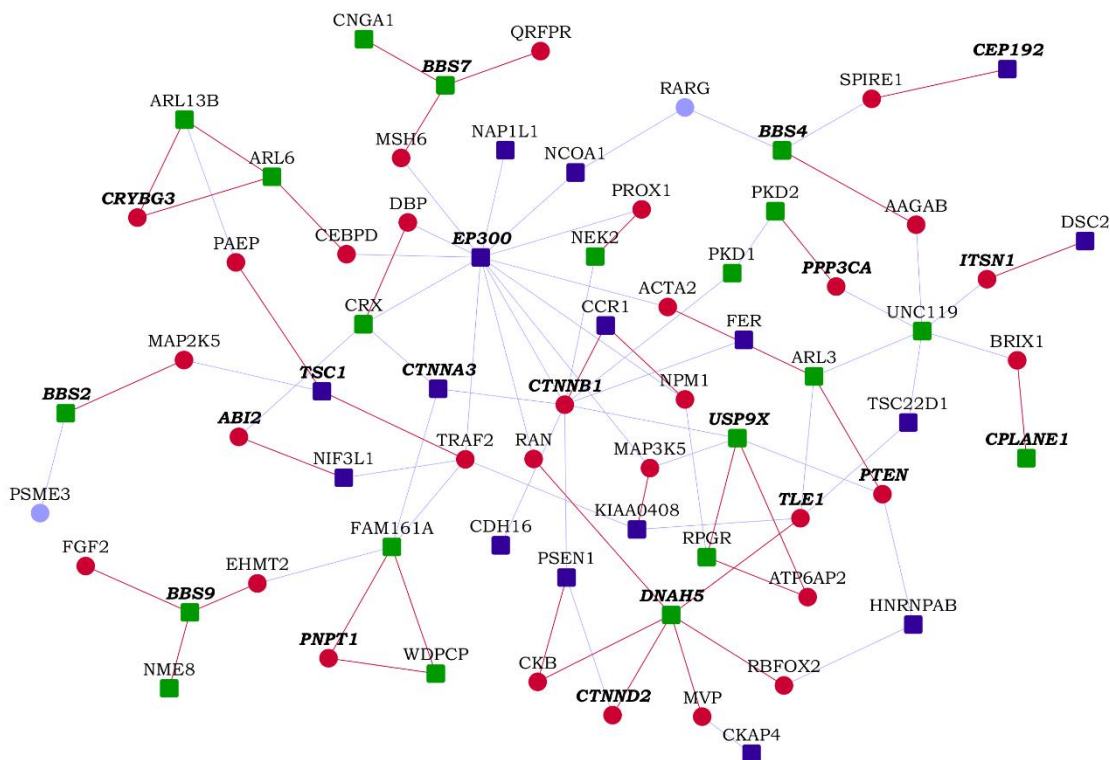 CNGA1
QRFPR
BBS7
CEP192
SPIRE1
ARL13B
RARG
MSH6
NAP1L1
BBS4
NCOA1
ARL6
CRYBG3
DBP
PROX1
PKD2
AAGAB
DSC2
PAEP
CEBPD
EP300
NEK2
PKD1
PPP3CA
ITSN1
CRX
ACTA2
CCR1
FER
UNC119
MAP2K5
BRIX1
BBS2
TSC1
CTNNA3
CTNNB1
NPM1
ARL3
TSC22D1
ABI2
USP9X
CPLANE1
NIF3L1
TRAF2
RAN
MAP3K5
PTEN
PSME3
TLE1
KIAA0408
FAM161A
CDH16
RPGR
FGF2
EHMT2
PSEN1
ATP6AP2
BBS9
DNAH5
HNRNPAB
PNPT1
WDPCP
NME8
CKB
RBFOX2
CTNND2
MVP
CKAP4